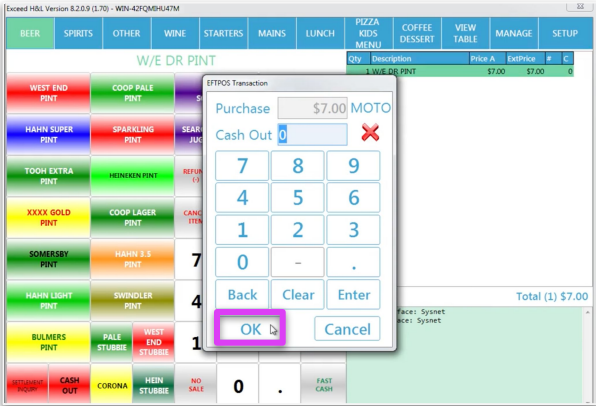 Exceed H&L Version 8.2.0.9 (1.79) - WIN-42FQMIHU47M
BEER SPIRITS OTHER WINE STARTERS MAINS LUNCH PIZZA KIDS MENU COFFEE DESSERT VIEW TABLE MANAGE SETUP
W/E DR PINT
Qty Description Price A ExtPrice # C
1 W/E DR PINT $7.00 $7.00 0
EFTPOS Transaction
Purchase $7.00 MOTO
Cash Out 0
7 8 9
4 5 6
1 2 3
0 - .
Back Clear Enter
OK Cancel
WEST END PINT
COOP PALE PINT
HAHN SUPER PINT
SPARKLING PINT
TOOH EXTRA PINT
HEINEKEN PINT
(-)
XXXX GOLD PINT
COOP LAGER PINT
SOMERSBY PINT
HAHN 3.5 PINT
7
HAHN LIGHT PINT
SWINDLER PINT
4
Total (1) $7.00
face: Sysnet
ace: Sysnet
BULMERS PINT
PALE STUBBIE
WEST END STUBBIE
1
SETTLEMENT INQUIRY
CASH OUT
CORONA
HEIN STUBBIE
NO SALE
0
.
FAST CASH